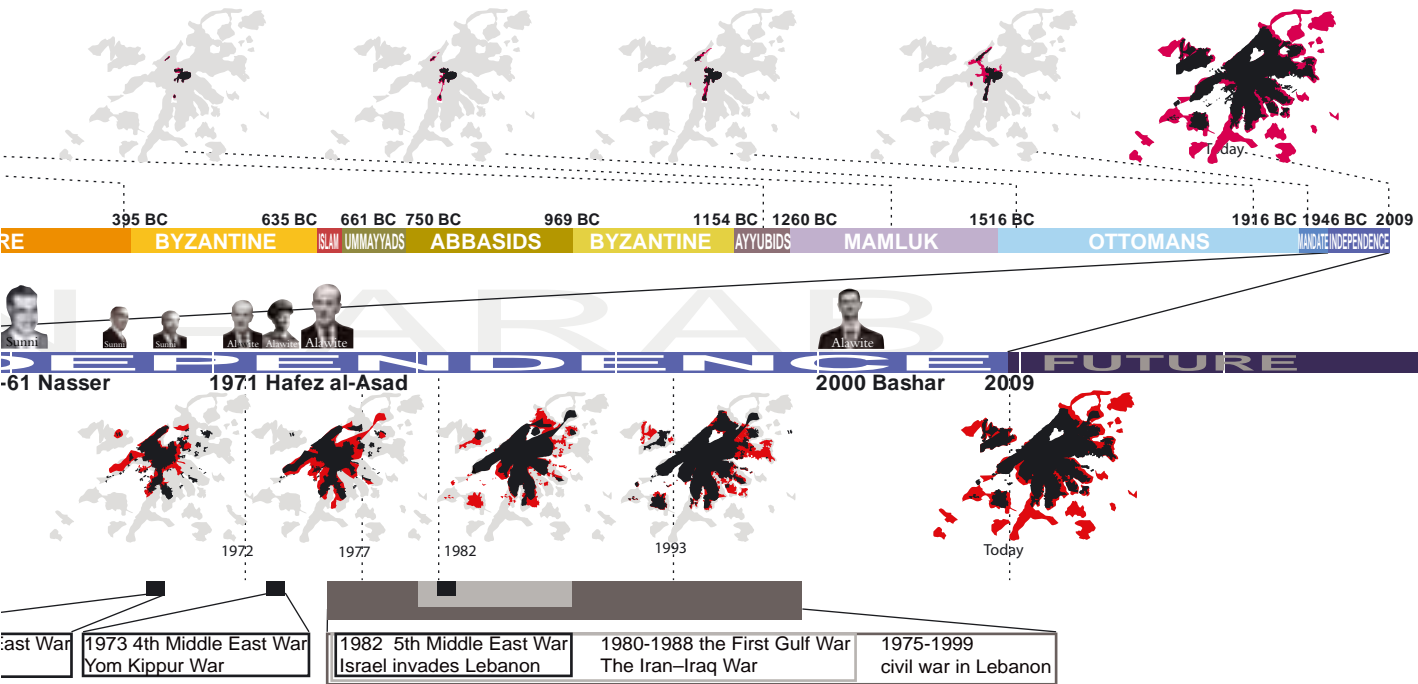 Today
395 BC 635 BC 661 BC 750 BC 969 BC 1154 BC 1260 BC 1516 BC 1916 BC 1946 BC 2009
RE BYZANTINE ISLAM UMMAYYADS ABBASIDS BYZANTINE AYYUBIDS MAMLUK OTTOMANS MANDATE INDEPENDENCE
ARAB
Sunni Sunni Sunni Alawite Alawite Alawite Alawite
DEPENDENCE FUTURE
-61 Nasser 1971 Hafez al-Asad 2000 Bashar 2009
1972 1977 1982 1993 Today
East War
1973 4th Middle East War
Yom Kippur War
1982 5th Middle East War
Israel invades Lebanon
1980-1988 the First Gulf War
The Iran–Iraq War
1975-1999
civil war in Lebanon